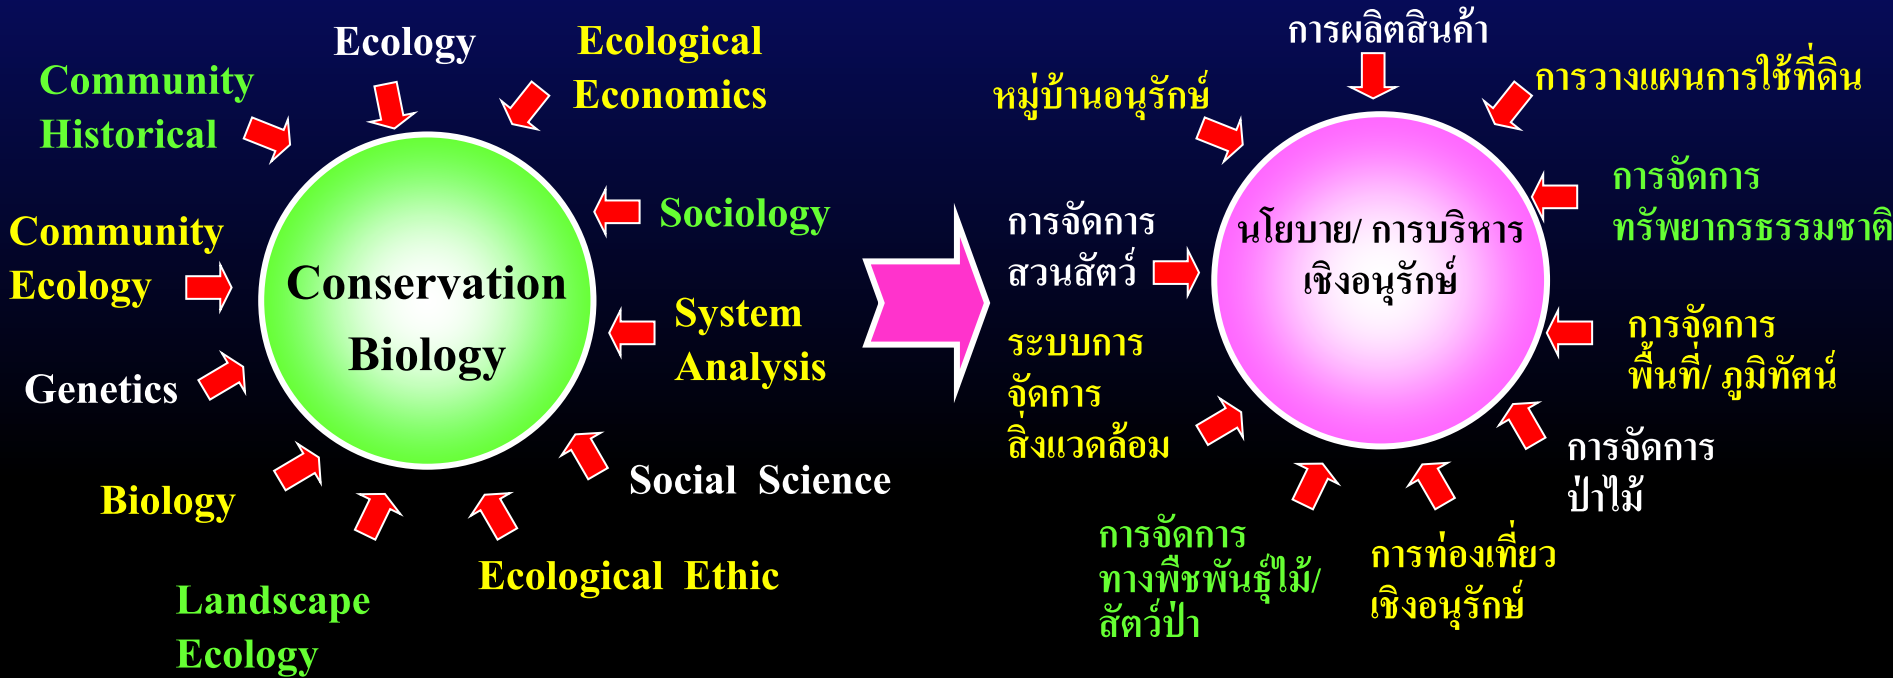 Ecology
Ecological
Economics
Community
Historical
Sociology
Community
Ecology
Conservation
Biology
System
Analysis
Genetics
Social Science
Biology
Ecological Ethic
Landscape
Ecology
การผลิตสินค้า
หมู่บ้านอนุรักษ์
การวางแผนการใช้ที่ดิน
การจัดการ
ทรัพยากรธรรมชาติ
การจัดการ
สวนสัตว์
นโยบาย/ การบริหาร
เชิงอนุรักษ์
การจัดการ
พื้นที่/ ภูมิทัศน์
ระบบการ
จัดการ
สิ่งแวดล้อม
การจัดการ
ป่าไม้
การจัดการ
ทางพืชพันธุ์ไม้/
สัตว์ป่า
การท่องเที่ยว
เชิงอนุรักษ์